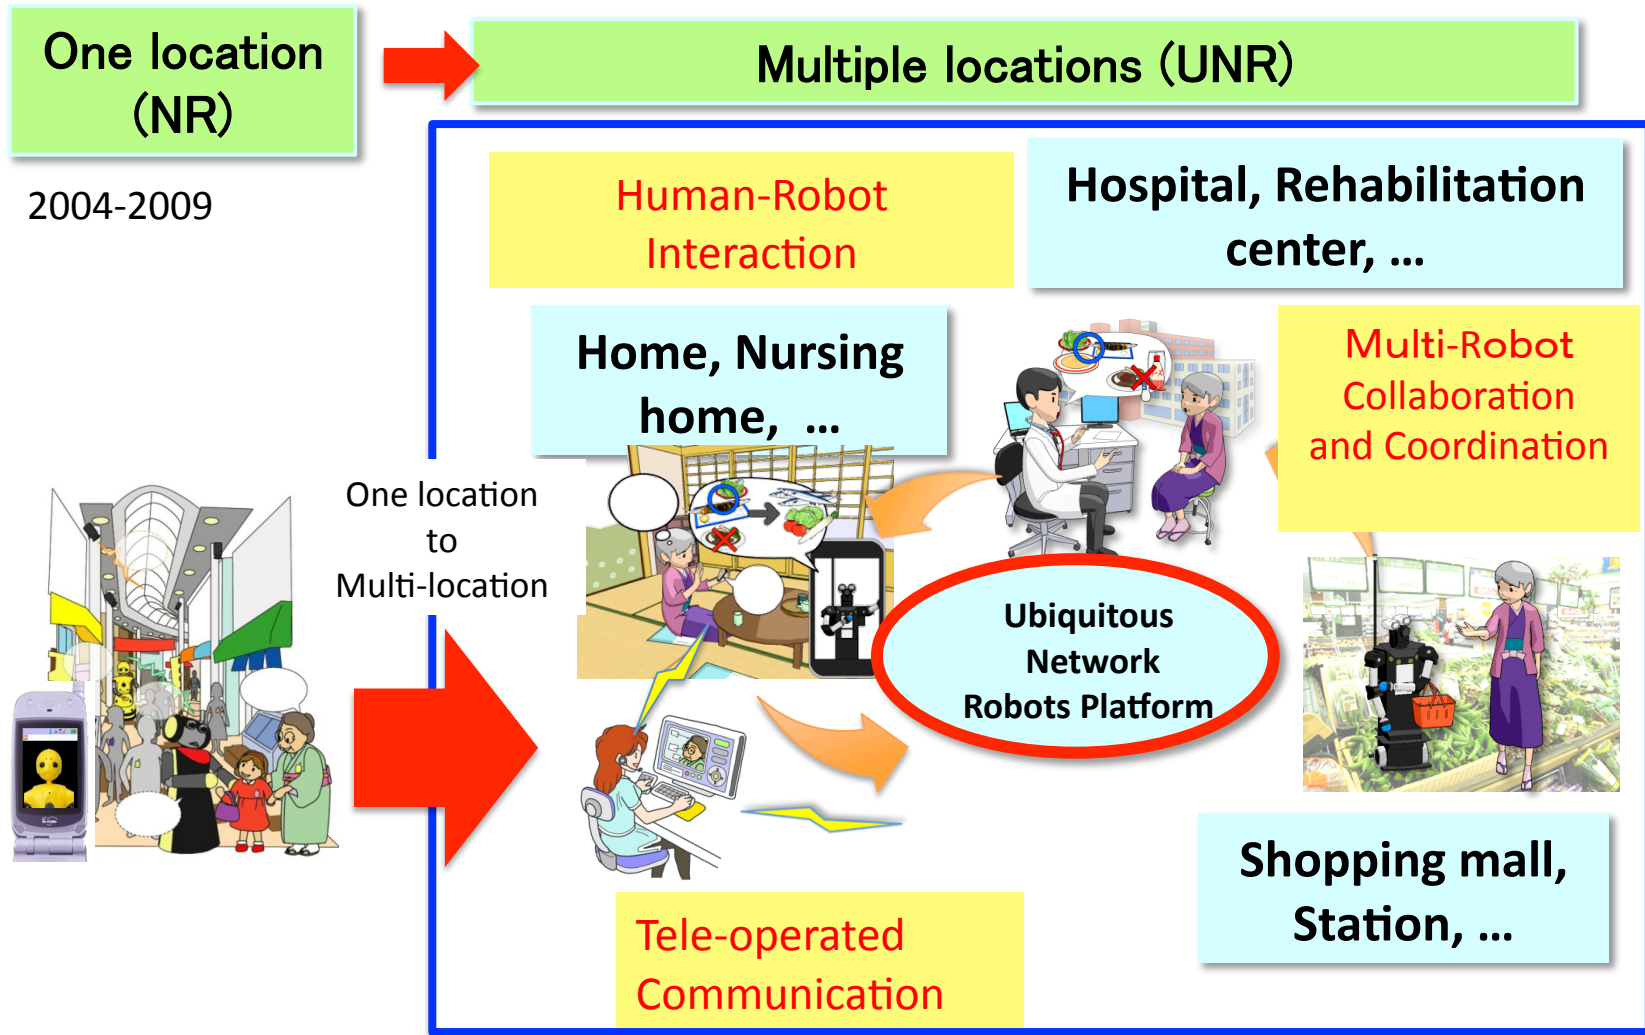 One location
(NR)
Multiple locations (UNR)
2004-2009
Human-Robot
Interaction
Hospital, Rehabilitation
center, ...
Home, Nursing
home,  ...
Multi-Robot
Collaboration
and Coordination
One location
to
Multi-location
Ubiquitous
Network
Robots Platform
Shopping mall,
Station, ...
Tele-operated
Communication